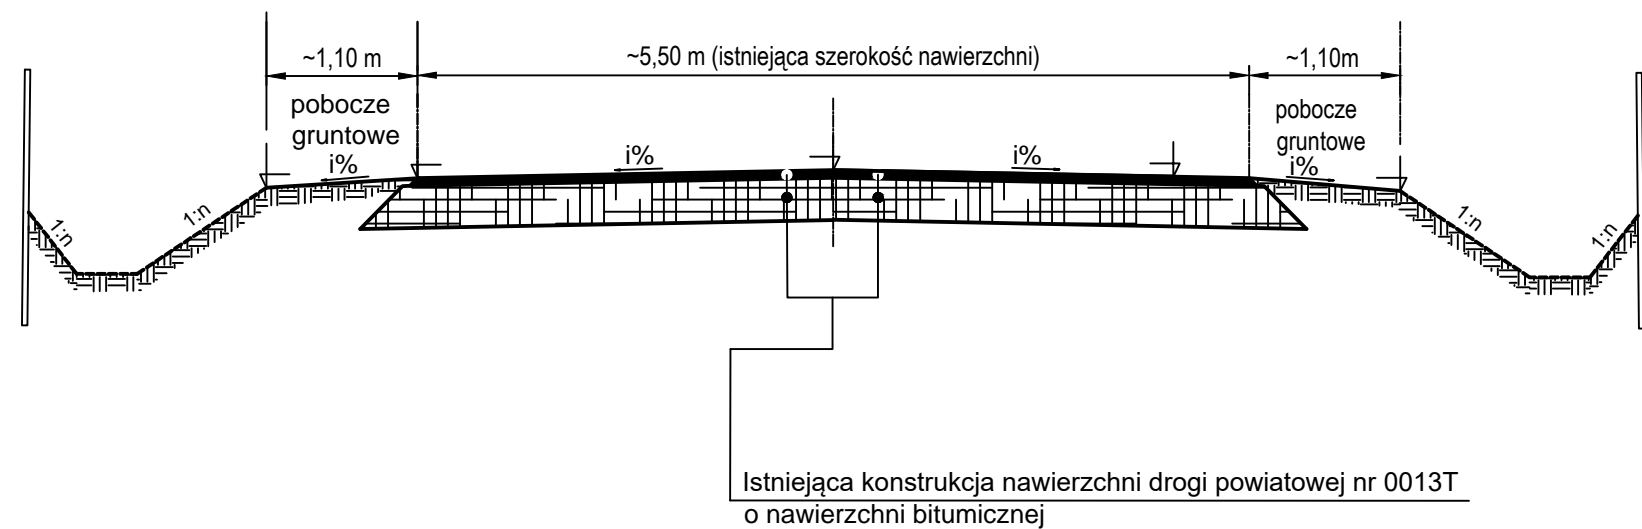 ~1,10 m
~5,50 m (istniejąca szerokość nawierzchni)
~1,10m
pobocze
gruntowe
i%
i%
i%
pobocze
gruntowe
i%
1:n
1:n
1:n
1:n
Istniejąca konstrukcja nawierzchni drogi powiatowej nr 0013T
o nawierzchni bitumicznej